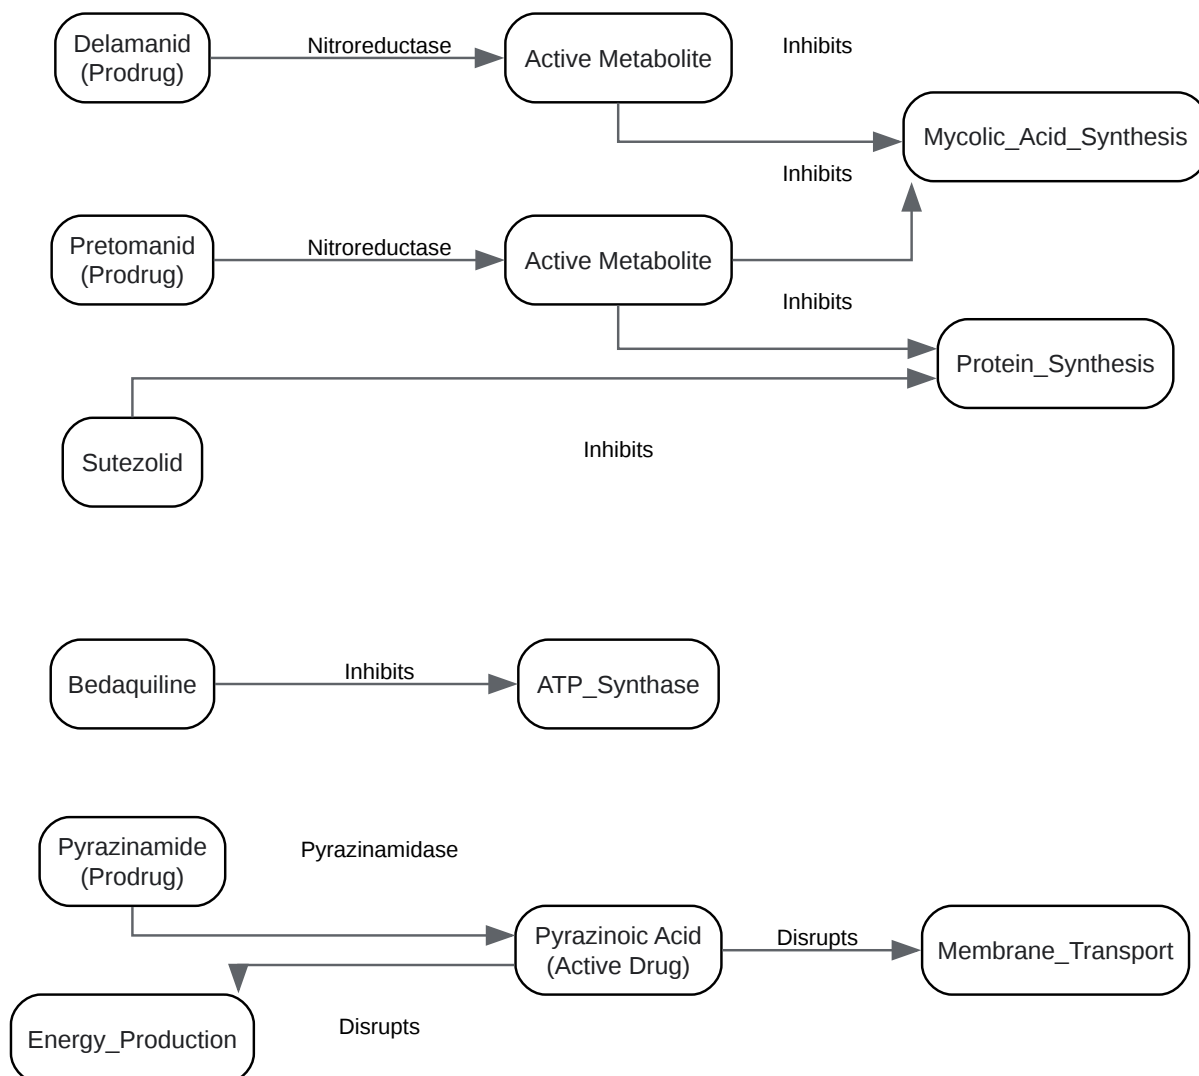 Delamanid
(Prodrug)
Nitroreductase
Active Metabolite
Inhibits
Mycolic_Acid_Synthesis
Inhibits
Pretomanid
(Prodrug)
Nitroreductase
Active Metabolite
Inhibits
Protein_Synthesis
Sutezolid
Inhibits
Bedaquiline
Inhibits
ATP_Synthase
Pyrazinamide
(Prodrug)
Pyrazinamidase
Pyrazinoic Acid
(Active Drug)
Disrupts
Membrane_Transport
Energy_Production
Disrupts